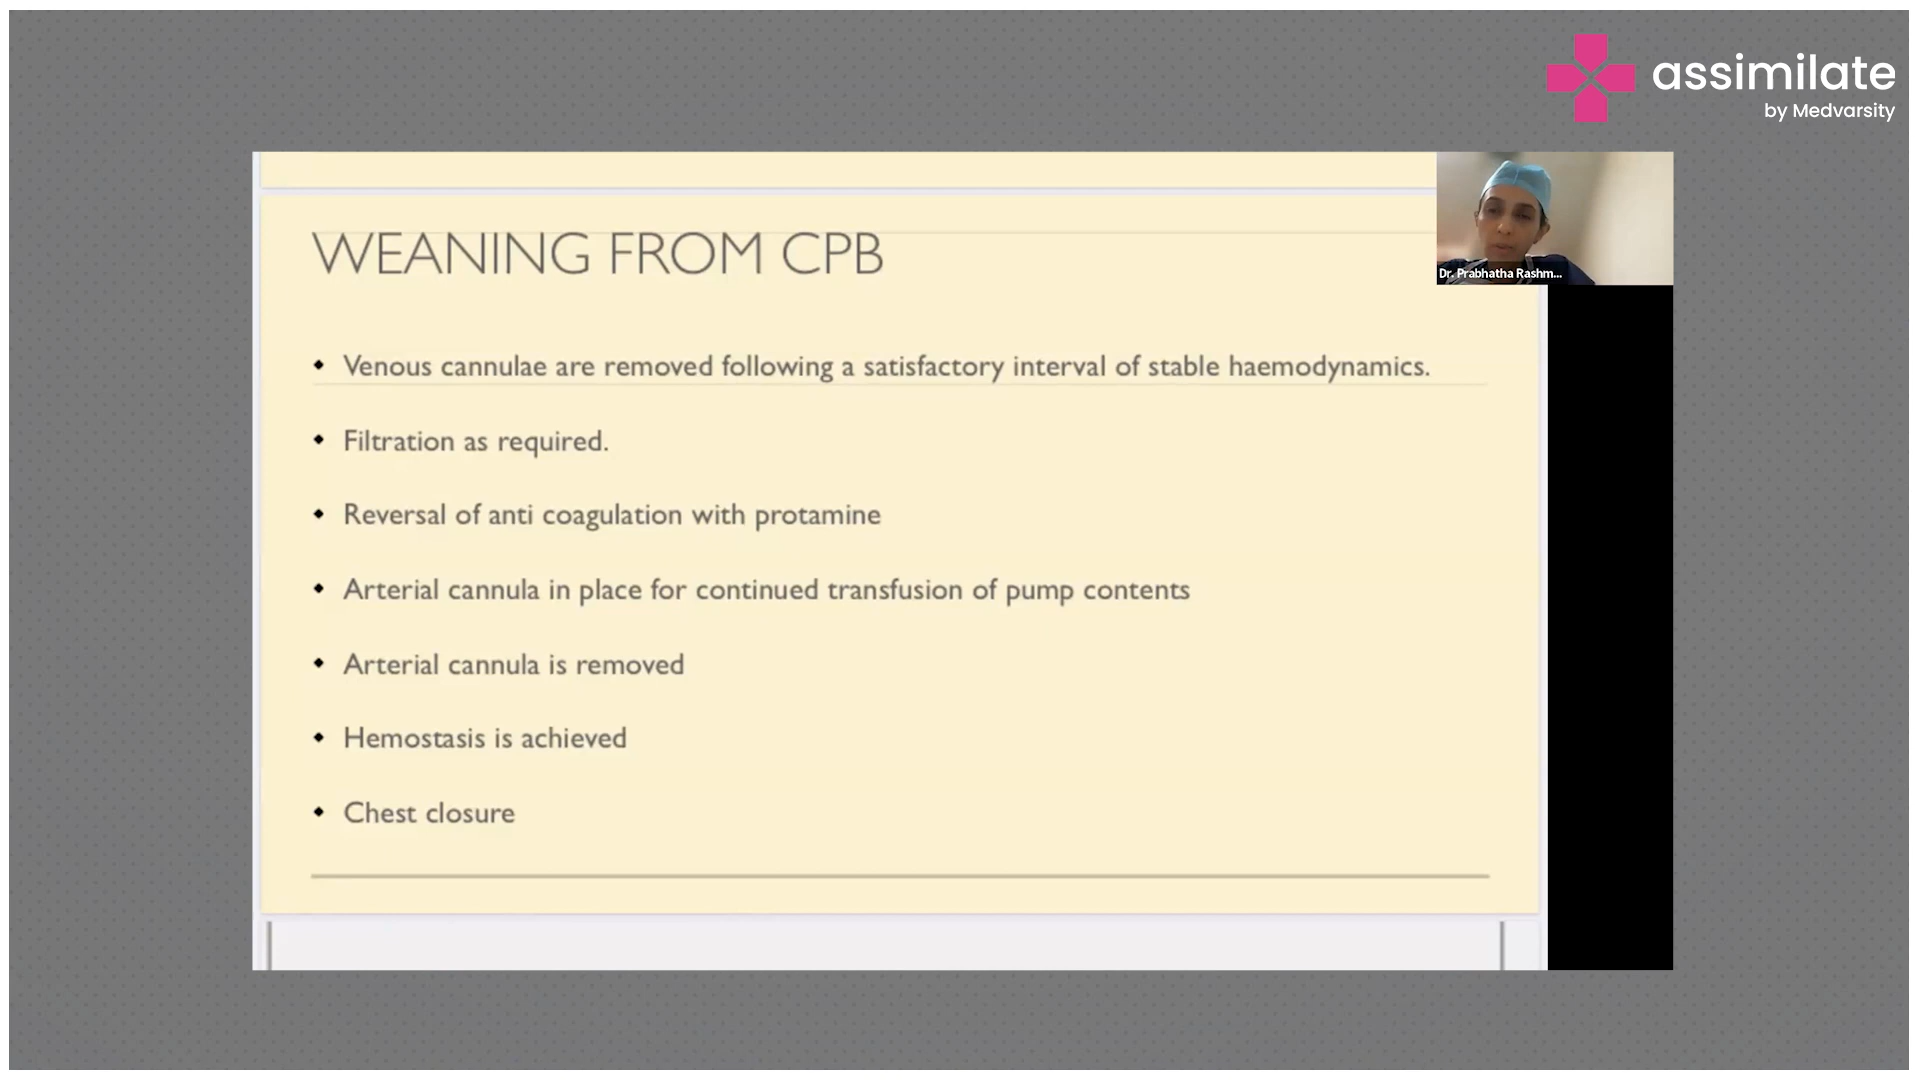 assimilate
by Medvarsity
WEANING FROM CPB
Dr. Prabhatha Rashm...
• Venous cannulae are removed following a satisfactory interval of stable haemodynamics.
• Filtration as required.
• Reversal of anti coagulation with protamine
• Arterial cannula in place for continued transfusion of pump contents
• Arterial cannula is removed
• Hemostasis is achieved
• Chest closure